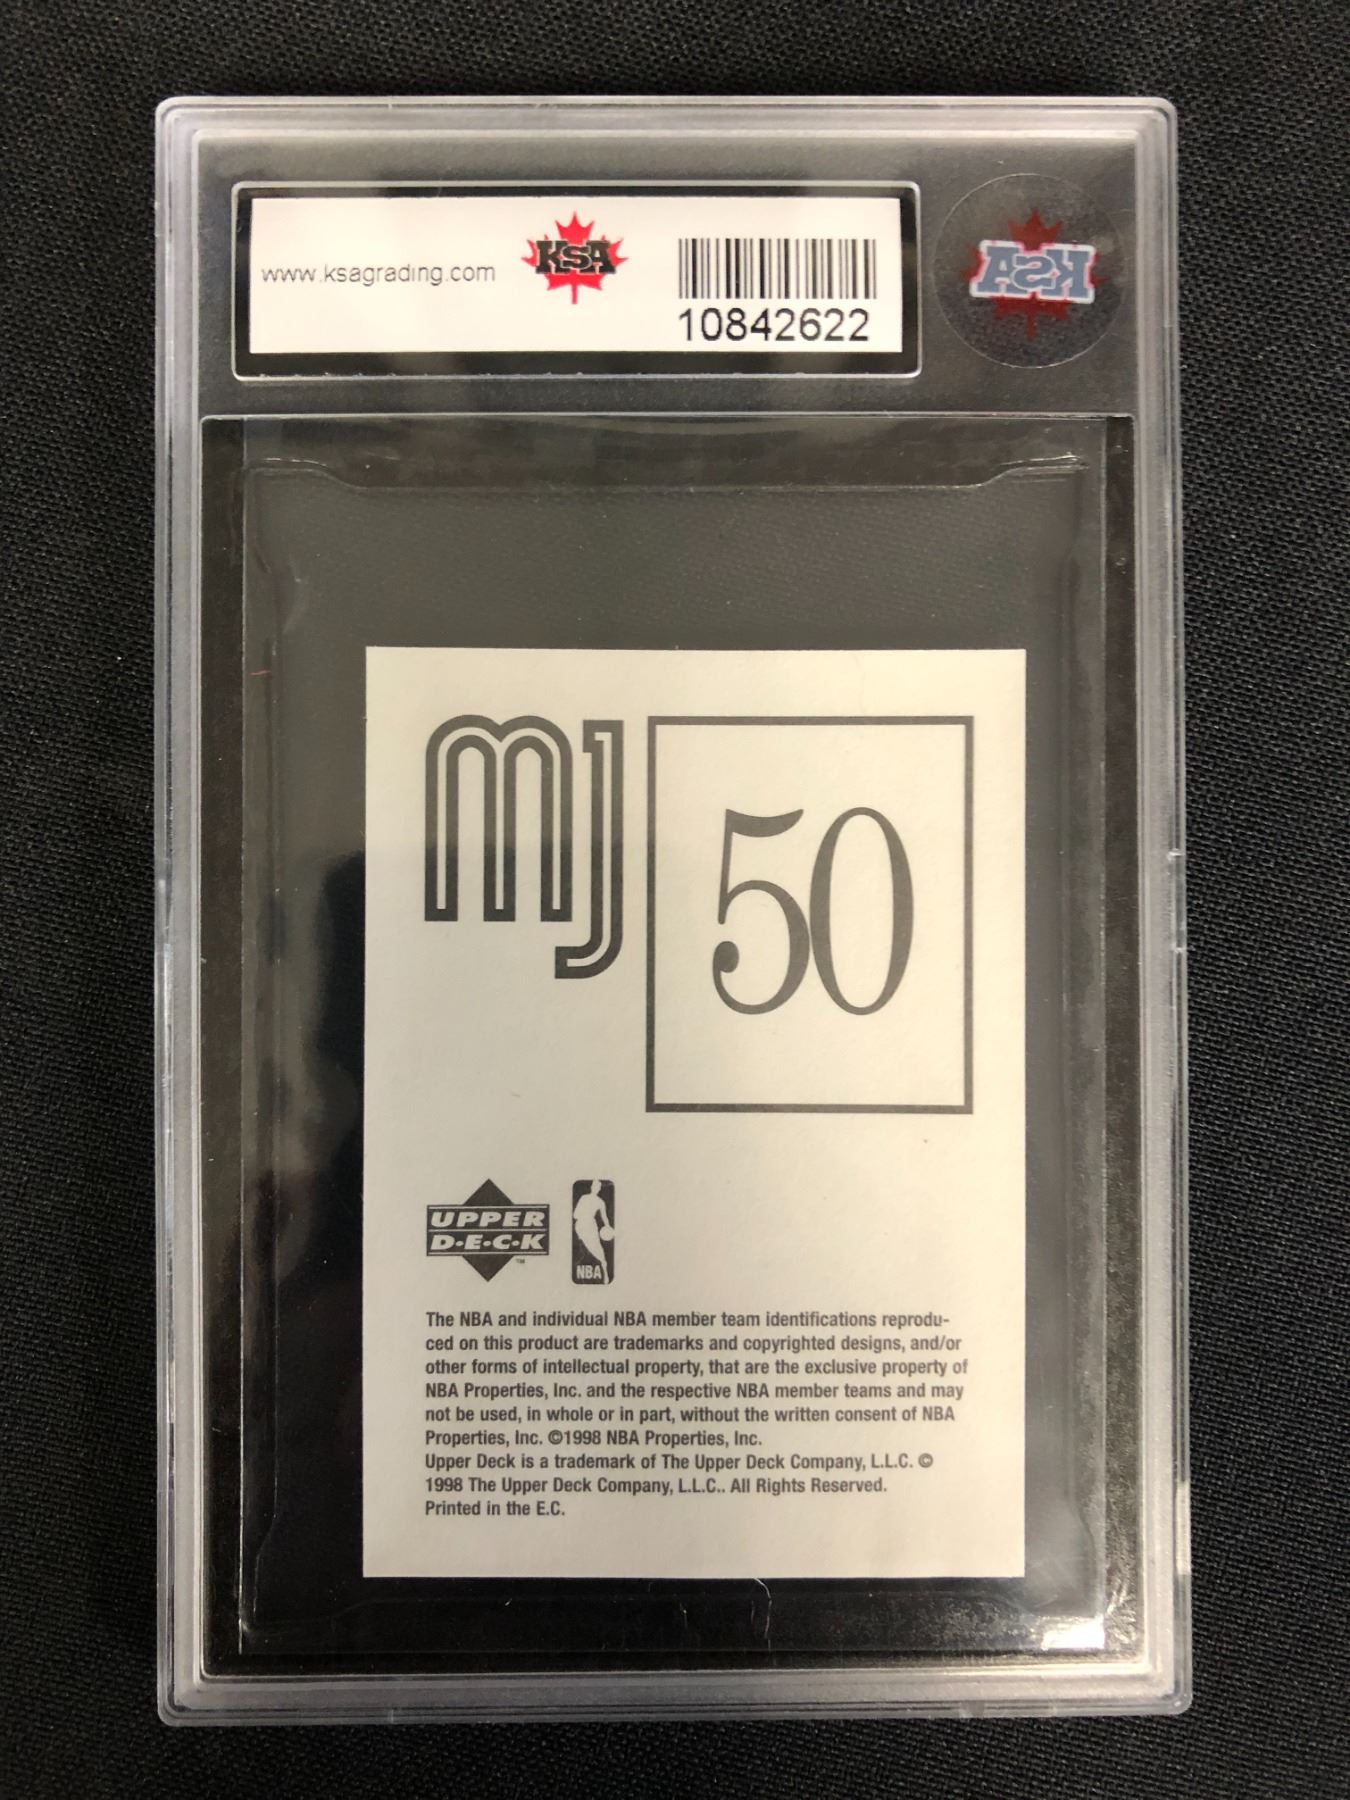 www.ksagrading.com
KSA
10842622
KSA
mj
50
UPPER
D·E·C·K
TM
NBA
The NBA and individual NBA member team identifications reprodu-
ced on this product are trademarks and copyrighted designs, and/or
other forms of intellectual property, that are the exclusive property of
NBA Properties, Inc. and the respective NBA member teams and may
not be used, in whole or in part, without the written consent of NBA
Properties, Inc. ©1998 NBA Properties, Inc.
Upper Deck is a trademark of The Upper Deck Company, L.L.C. ©
1998 The Upper Deck Company, L.L.C.. All Rights Reserved.
Printed in the E.C.